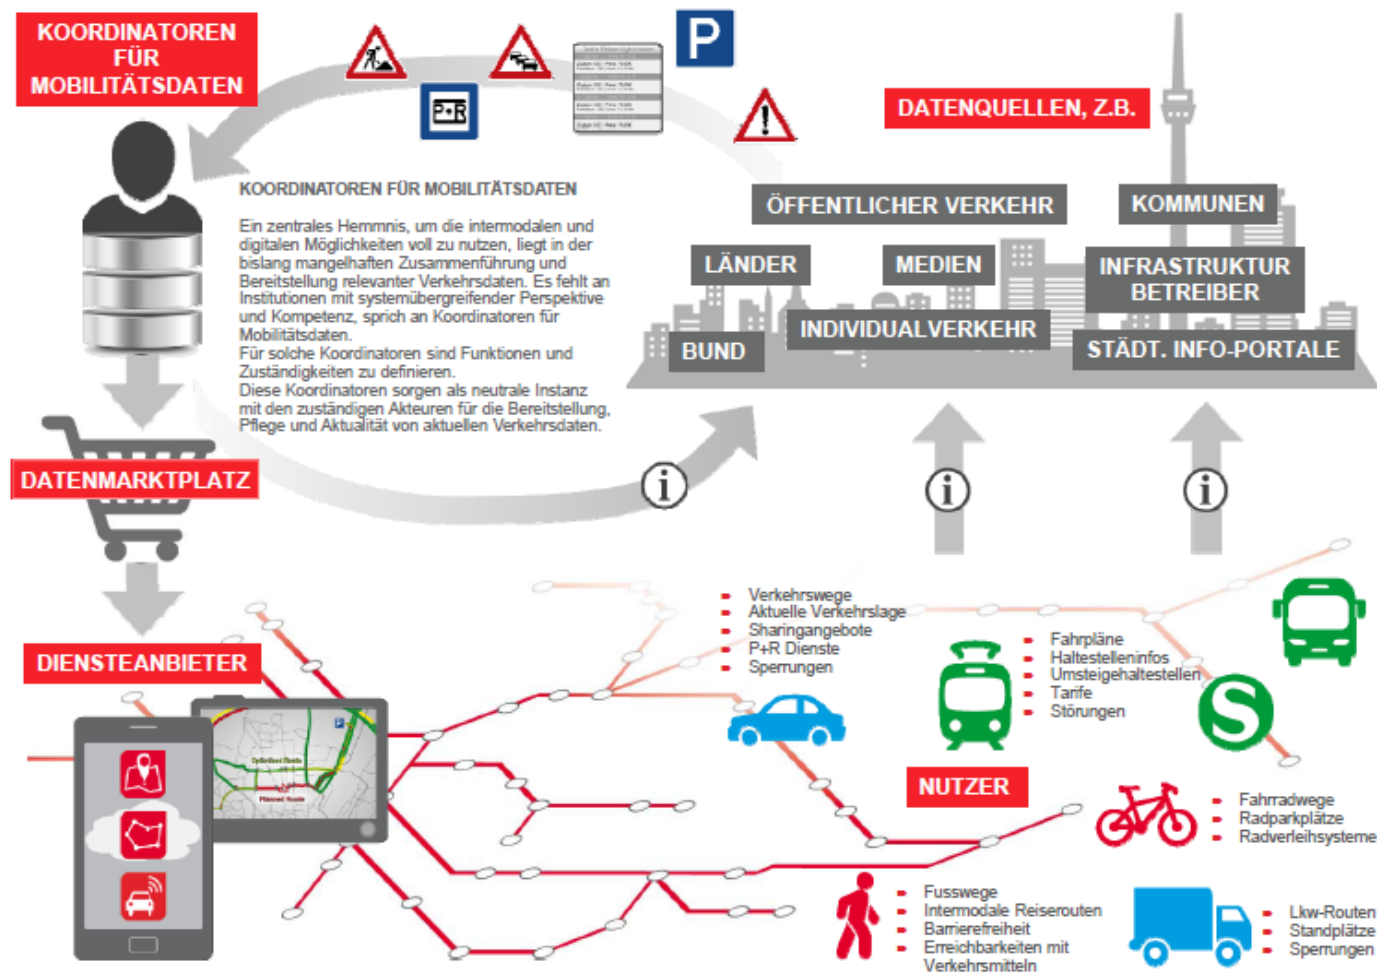 KOORDINATOREN
FÜR
MOBILITÄTSDATEN
P+R
P
DATENQUELLEN, Z.B.
KOORDINATOREN FÜR MOBILITÄTSDATEN
Ein zentrales Hemmnis, um die intermodalen und
digitalen Möglichkeiten voll zu nutzen, liegt in der
bislang mangelhaften Zusammenführung und
Bereitstellung relevanter Verkehrsdaten. Es fehlt an
Institutionen mit systemübergreifender Perspektive
und Kompetenz, sprich an Koordinatoren für
Mobilitätsdaten.
Für solche Koordinatoren sind Funktionen und
Zuständigkeiten zu definieren.
Diese Koordinatoren sorgen als neutrale Instanz
mit den zuständigen Akteuren für die Bereitstellung,
Pflege und Aktualität von aktuellen Verkehrsdaten.
ÖFFENTLICHER VERKEHR
KOMMUNEN
LÄNDER
MEDIEN
INFRASTRUKTUR
BETREIBER
INDIVIDUALVERKEHR
BUND
STÄDT. INFO-PORTALE
DATENMARKTPLATZ
i
i
i
DIENSTEANBIETER
P
Planned Route
Verkehrswege
Aktuelle Verkehrslage
Sharingangebote
P+R Dienste
Sperrungen
Fahrpläne
Haltestelleninfos
Umsteigehaltestellen
Tarife
Störungen
S
NUTZER
Fahrradwege
Radparkplätze
Radverleihsysteme
Fusswege
Intermodale Reiserouten
Barrierefreiheit
Erreichbarkeiten mit
Verkehrsmitteln
Lkw-Routen
Standplätze
Sperrungen